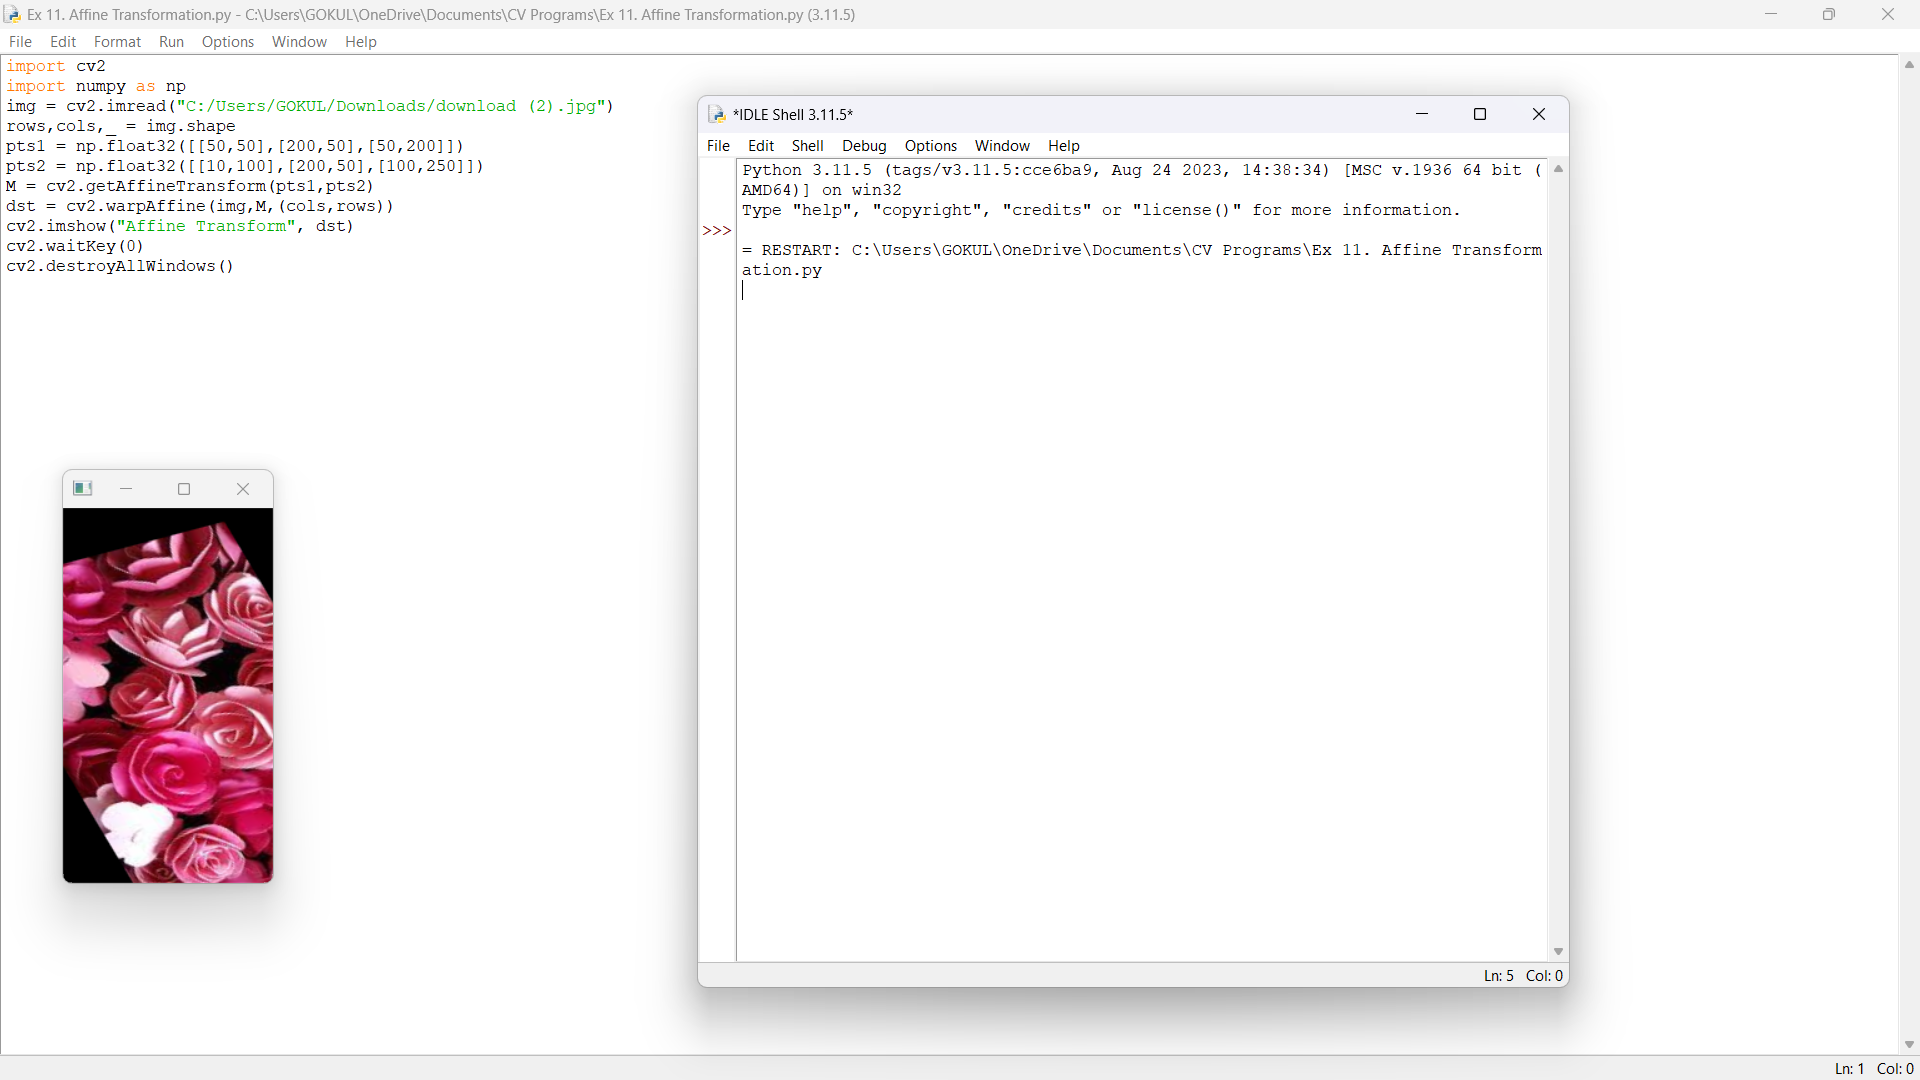 Ex 11. Affine Transformation.py - C:\Users\GOKUL\OneDrive\Documents\CV Programs\Ex 11. Affine Transformation.py (3.11.5)
File Edit Format Run Options Window Help
import cv2
import numpy as np
img = cv2.imread("C:/Users/GOKUL/Downloads/download (2).jpg")
rows,cols,_ = img.shape
pts1 = np.float32([[50,50],[200,50],[50,200]])
pts2 = np.float32([[10,100],[200,50],[100,250]])
M = cv2.getAffineTransform(pts1,pts2)
dst = cv2.warpAffine(img,M,(cols,rows))
cv2.imshow("Affine Transform", dst)
cv2.waitKey(0)
cv2.destroyAllWindows()
*IDLE Shell 3.11.5*
File Edit Shell Debug Options Window Help
Python 3.11.5 (tags/v3.11.5:cce6ba9, Aug 24 2023, 14:38:34) [MSC v.1936 64 bit (
AMD64)] on win32
Type "help", "copyright", "credits" or "license()" for more information.
>>>
= RESTART: C:\Users\GOKUL\OneDrive\Documents\CV Programs\Ex 11. Affine Transform
ation.py
Ln: 5 Col: 0
Ln: 1 Col: 0